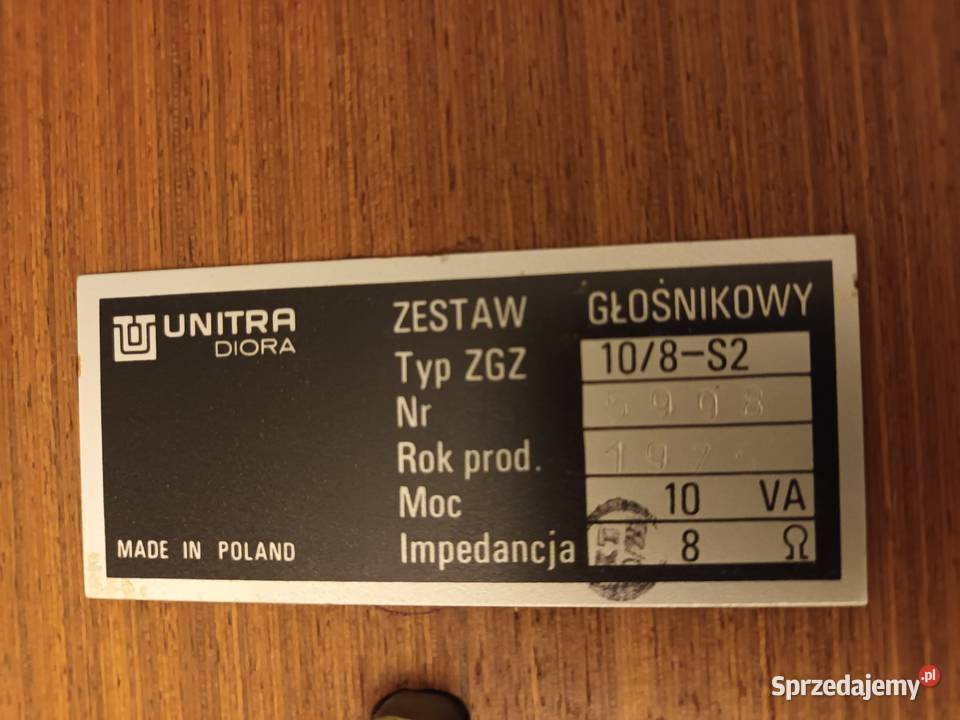 UNITRA
DIORA
ZESTAW GŁOŚNIKOWY
Typ ZGZ 10/8-S2
Nr
Rok prod.
Moc 10 VA
Impedancja 8 Ω
MADE IN POLAND
Sprzedajemy.pl